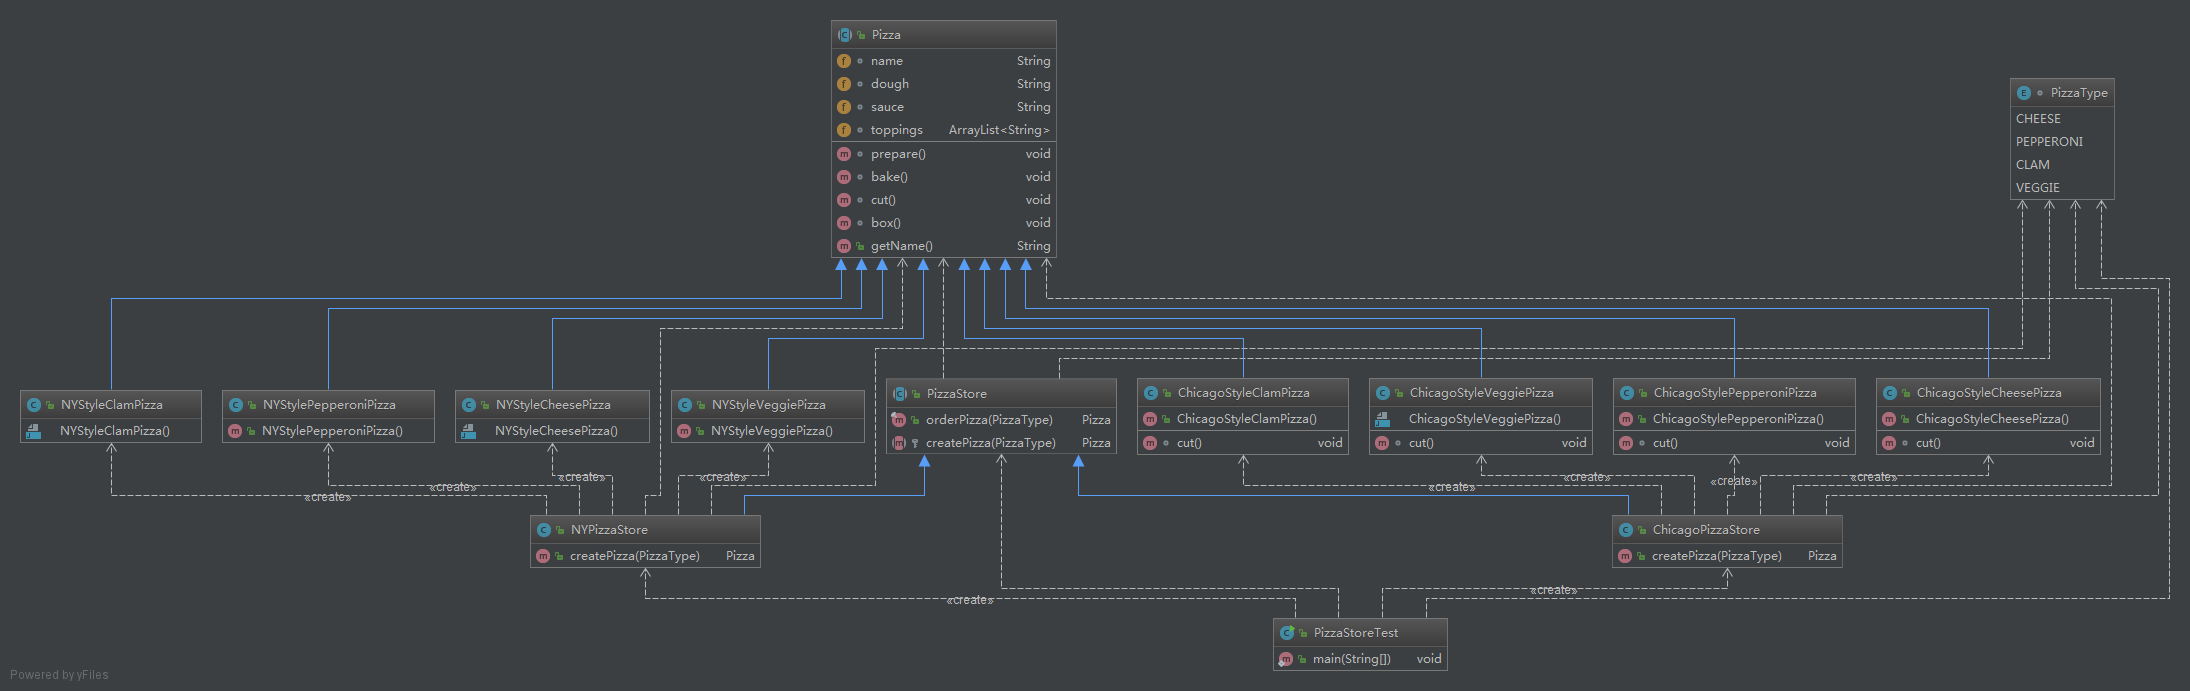 Pizza
name String
dough String
sauce String
toppings ArrayList<String>
prepare() void
bake() void
cut() void
box() void
getName() String
PizzaType
CHEESE
PEPPERONI
CLAM
VEGGIE
NYStyleClamPizza
NYStyleClamPizza()
NYStylePepperoniPizza
NYStylePepperoniPizza()
NYStyleCheesePizza
NYStyleCheesePizza()
NYStyleVeggiePizza
NYStyleVeggiePizza()
PizzaStore
orderPizza(PizzaType) Pizza
createPizza(PizzaType) Pizza
ChicagoStyleClamPizza
ChicagoStyleClamPizza()
cut() void
ChicagoStyleVeggiePizza
ChicagoStyleVeggiePizza()
cut() void
ChicagoStylePepperoniPizza
ChicagoStylePepperoniPizza()
cut() void
ChicagoStyleCheesePizza
ChicagoStyleCheesePizza()
cut() void
«create»
«create»
«create»
«create»
«create»
«create»
«create»
«create»
NYPizzaStore
createPizza(PizzaType) Pizza
ChicagoPizzaStore
createPizza(PizzaType) Pizza
«create»
«create»
PizzaStoreTest
main(String[]) void
Powered by yFiles